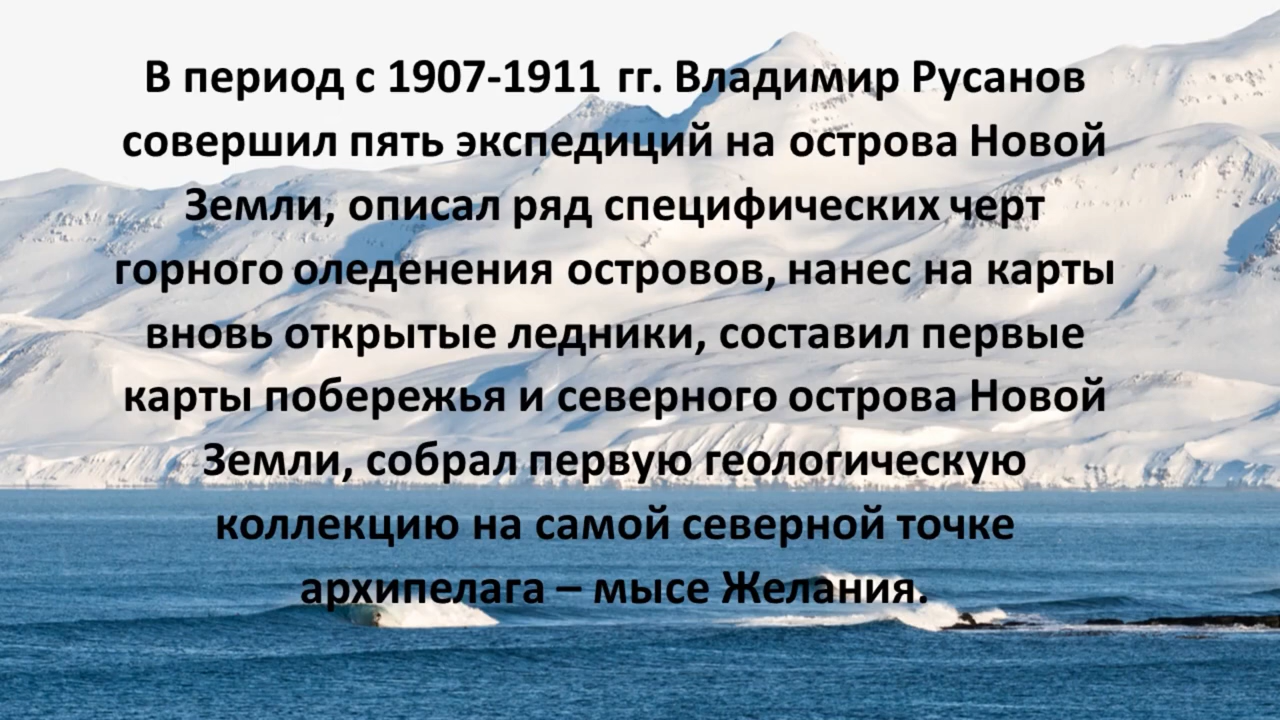 В период с 1907-1911 гг. Владимир Русанов
совершил пять экспедиций на острова Новой
Земли, описал ряд специфических черт
горного оледенения островов, нанес на карты
вновь открытые ледники, составил первые
карты побережья и северного острова Новой
Земли, собрал первую геологическую
коллекцию на самой северной точке
архипелага – мысе Желания.